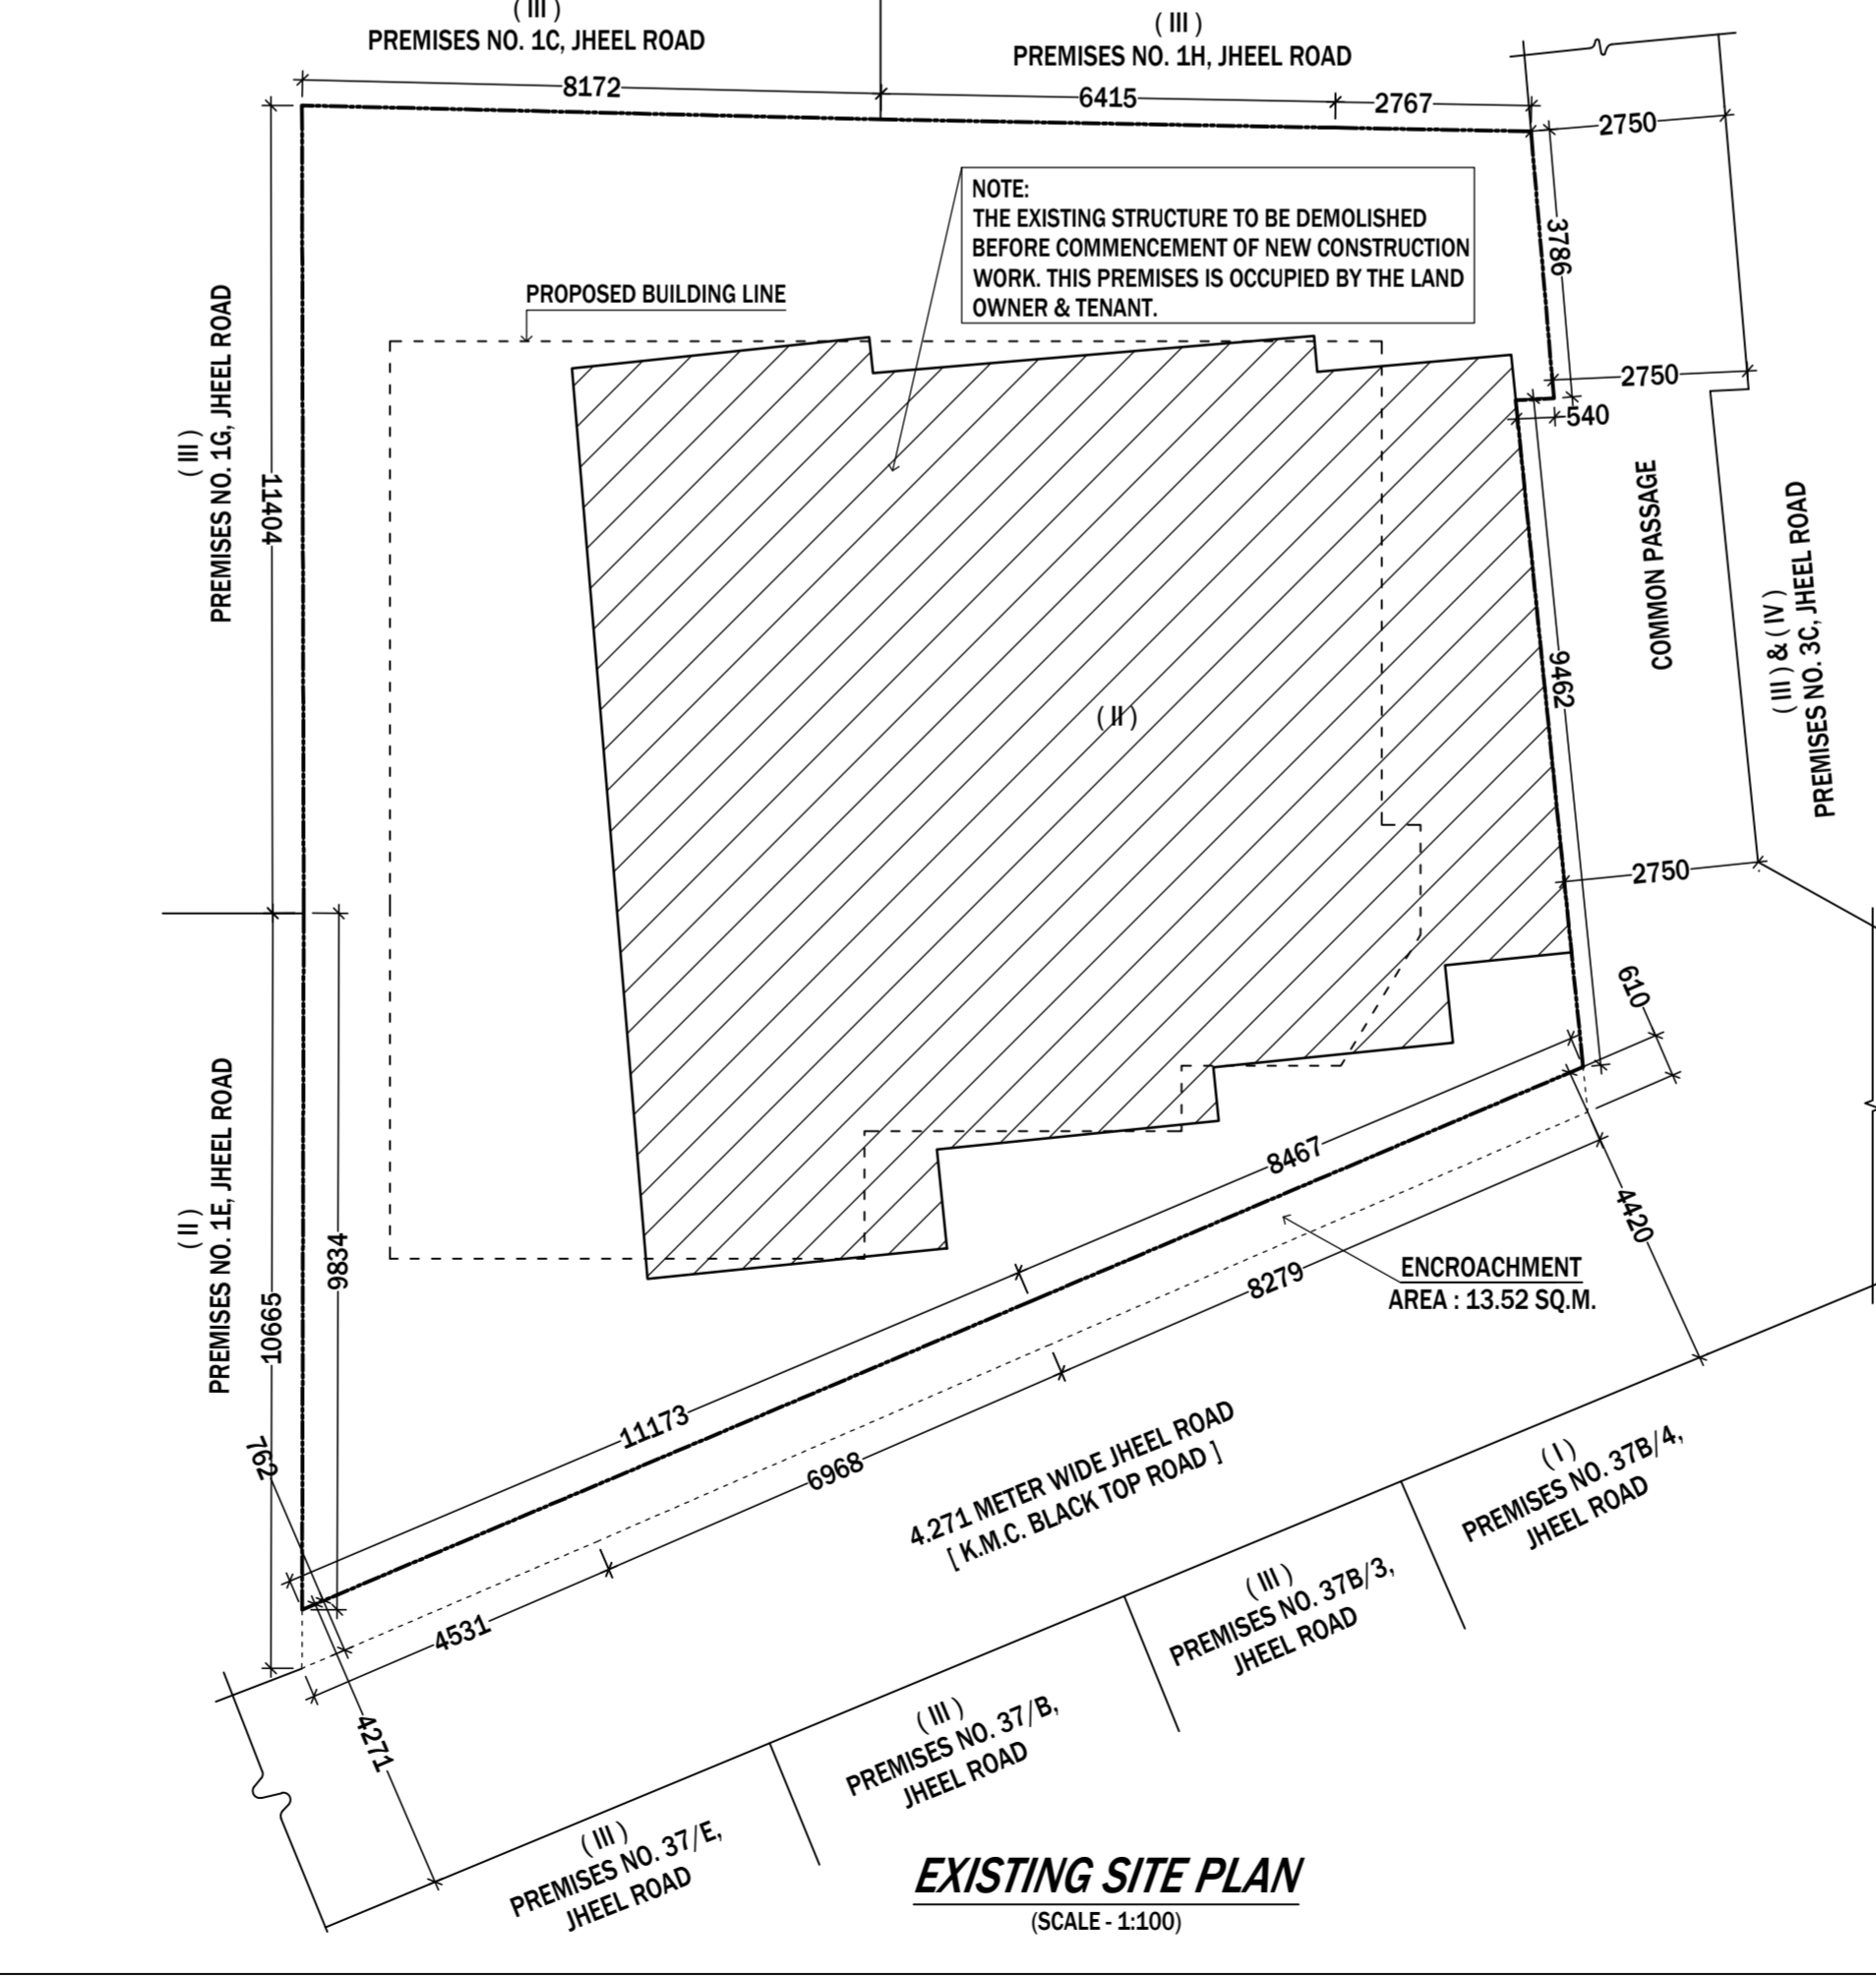 ( III )
PREMISES NO. 1C, JHEEL ROAD
( III )
PREMISES NO. 1H, JHEEL ROAD
8172
6415
2767
2750
3786
NOTE:
THE EXISTING STRUCTURE TO BE DEMOLISHED
BEFORE COMMENCEMENT OF NEW CONSTRUCTION
WORK. THIS PREMISES IS OCCUPIED BY THE LAND
OWNER & TENANT.
PROPOSED BUILDING LINE
2750
540
( III )
PREMISES NO. 1G, JHEEL ROAD
11404
COMMON PASSAGE
( III ) & ( IV )
PREMISES NO. 3C, JHEEL ROAD
9462
( II )
2750
610
( II )
PREMISES NO. 1E, JHEEL ROAD
10665
9834
762
8467
4420
ENCROACHMENT
AREA : 13.52 SQ.M.
8279
11173
6968
4531
4271
4.271 METER WIDE JHEEL ROAD
[ K.M.C. BLACK TOP ROAD ]
( I )
PREMISES NO. 37B/4,
JHEEL ROAD
( III )
PREMISES NO. 37B/3,
JHEEL ROAD
( III )
PREMISES NO. 37/B,
JHEEL ROAD
( III )
PREMISES NO. 37/E,
JHEEL ROAD
EXISTING SITE PLAN
(SCALE - 1:100)